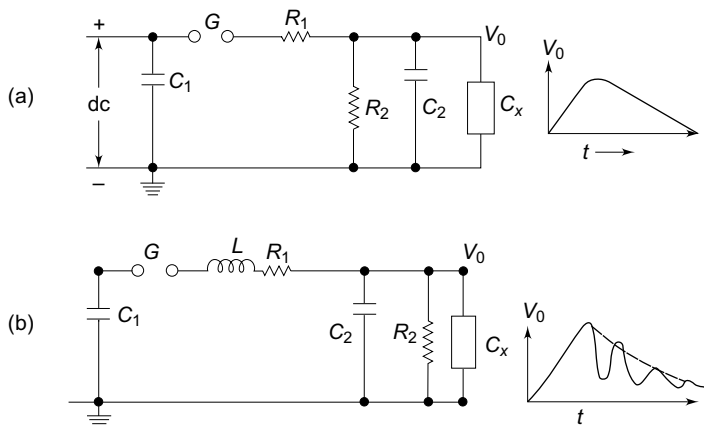 (a)
+
dc
–
C1
G
R1
R2
C2
V0
Cx
V0
t
(b)
C1
G
L
R1
C2
R2
V0
Cx
V0
t